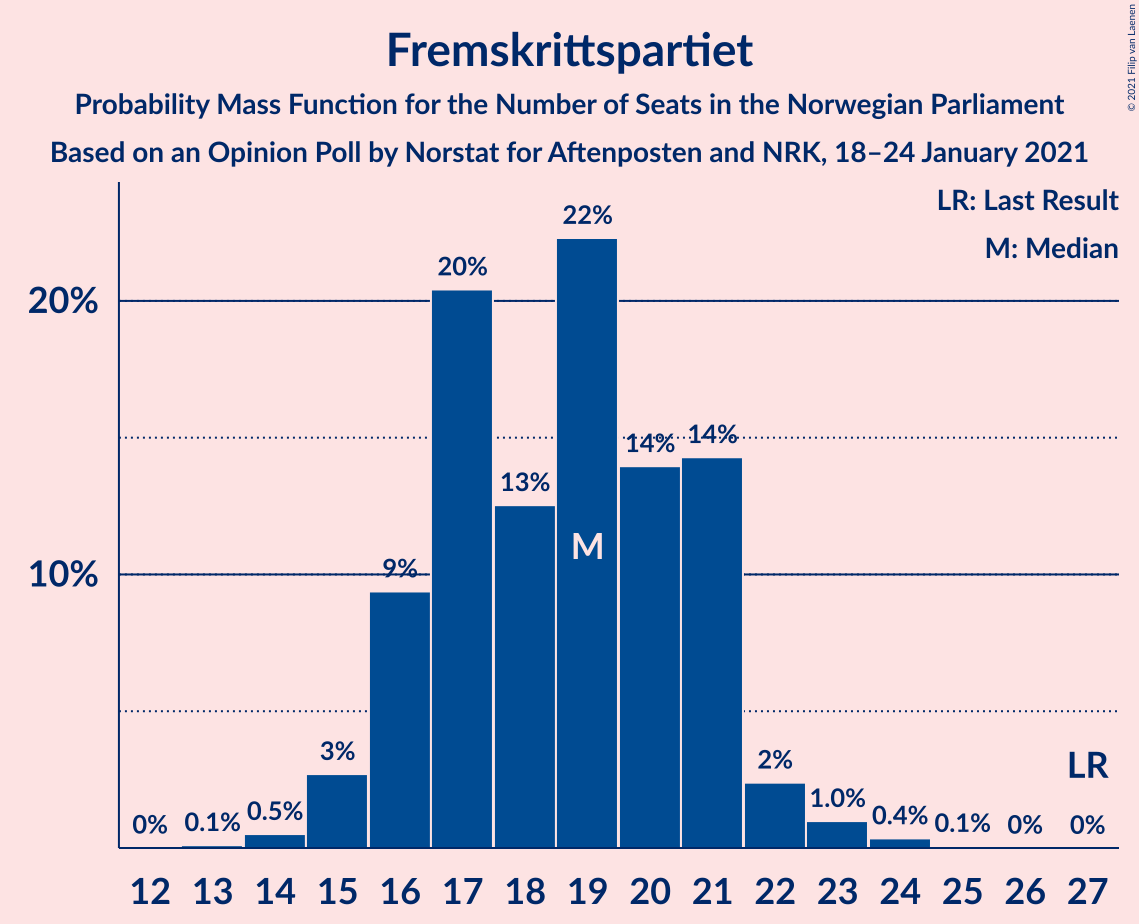 Fremskrittspartiet
Probability Mass Function for the Number of Seats in the Norwegian Parliament
Based on an Opinion Poll by Norstat for Aftenposten and NRK, 18–24 January 2021
© 2021 Filip van Laenen
LR: Last Result
M: Median
20%
10%
0% 0.1% 0.5% 3% 9% 20% 13% 22% 14% 14% 2% 1.0% 0.4% 0.1% 0% 0%
M
LR
12 13 14 15 16 17 18 19 20 21 22 23 24 25 26 27